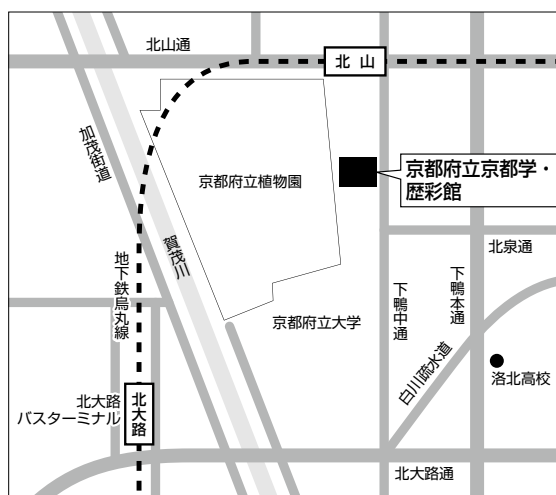 北山通
北山
加茂街道
京都府立植物園
京都府立京都学・
歴彩館
賀茂川
北泉通
地下鉄烏丸線
下鴨中通
下鴨本通
京都府立大学
白川疏水道
洛北高校
北大路
バスターミナル
北大路
北大路通